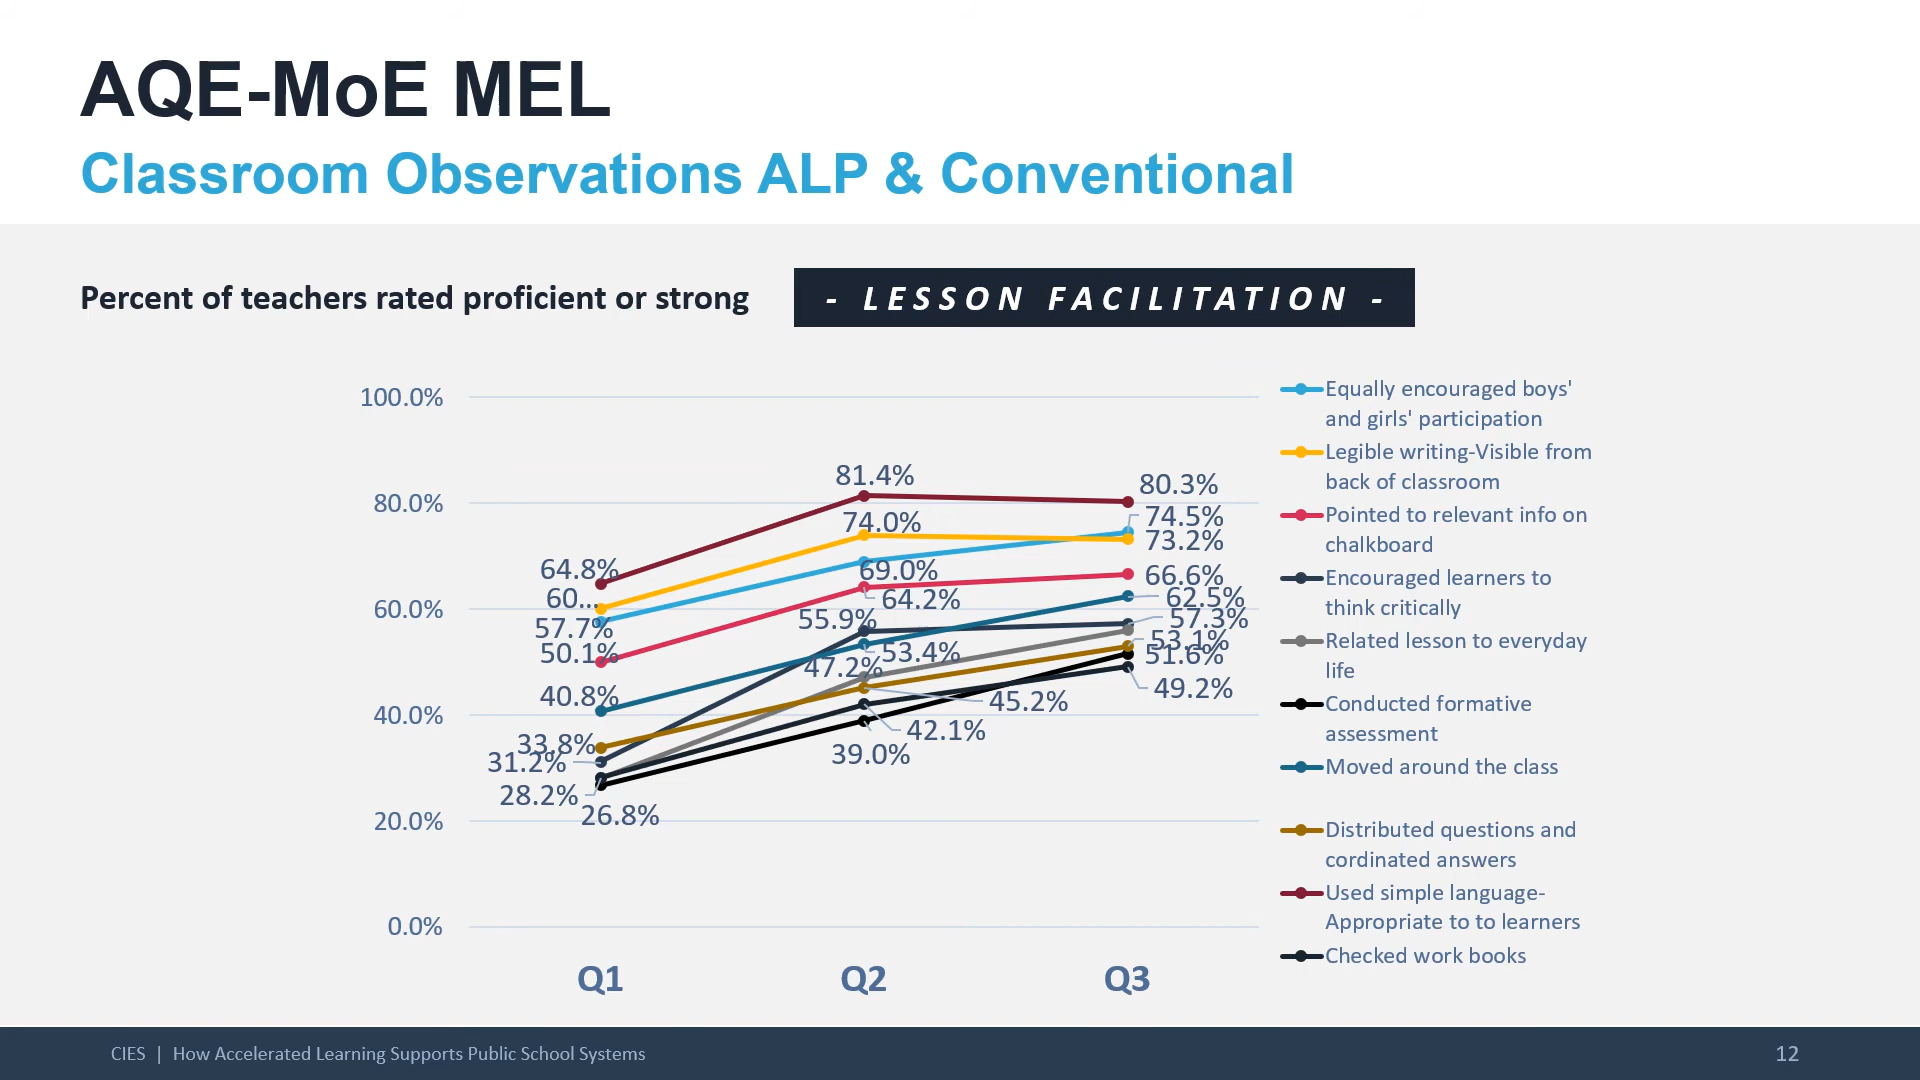 AQE-MoE MEL
Classroom Observations ALP & Conventional
Percent of teachers rated proficient or strong
- LESSON FACILITATION -
100.0%
80.0%
60.0%
40.0%
20.0%
0.0%
64.8%
60...
57.7%
50.1%
40.8%
33.8%
31.2%
28.2%
26.8%
81.4%
74.0%
69.0%
64.2%
55.9%
53.4%
47.2%
45.2%
42.1%
39.0%
80.3%
74.5%
73.2%
66.6%
62.5%
57.3%
53.1%
51.6%
49.2%
Q1
Q2
Q3
Equally encouraged boys'
and girls' participation
Legible writing-Visible from
back of classroom
Pointed to relevant info on
chalkboard
Encouraged learners to
think critically
Related lesson to everyday
life
Conducted formative
assessment
Moved around the class
Distributed questions and
cordinated answers
Used simple language-
Appropriate to to learners
Checked work books
CIES | How Accelerated Learning Supports Public School Systems
12